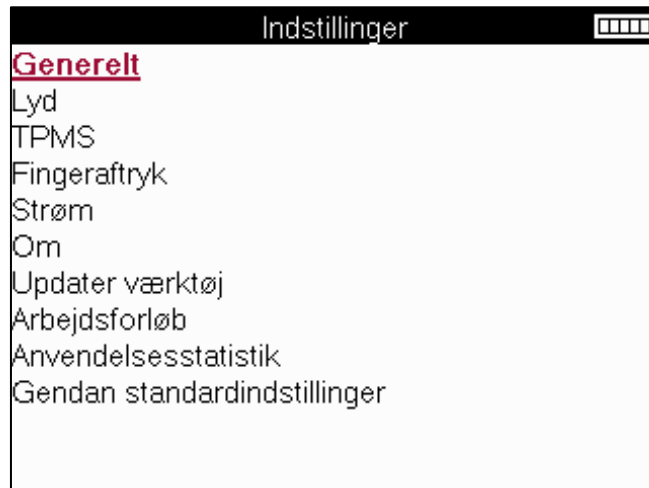 Indstillinger
Generelt
Lyd
TPMS
Fingeraftryk
Strøm
Om
Updater værktøj
Arbejdsforløb
Anvendelsesstatistik
Gendan standardindstillinger